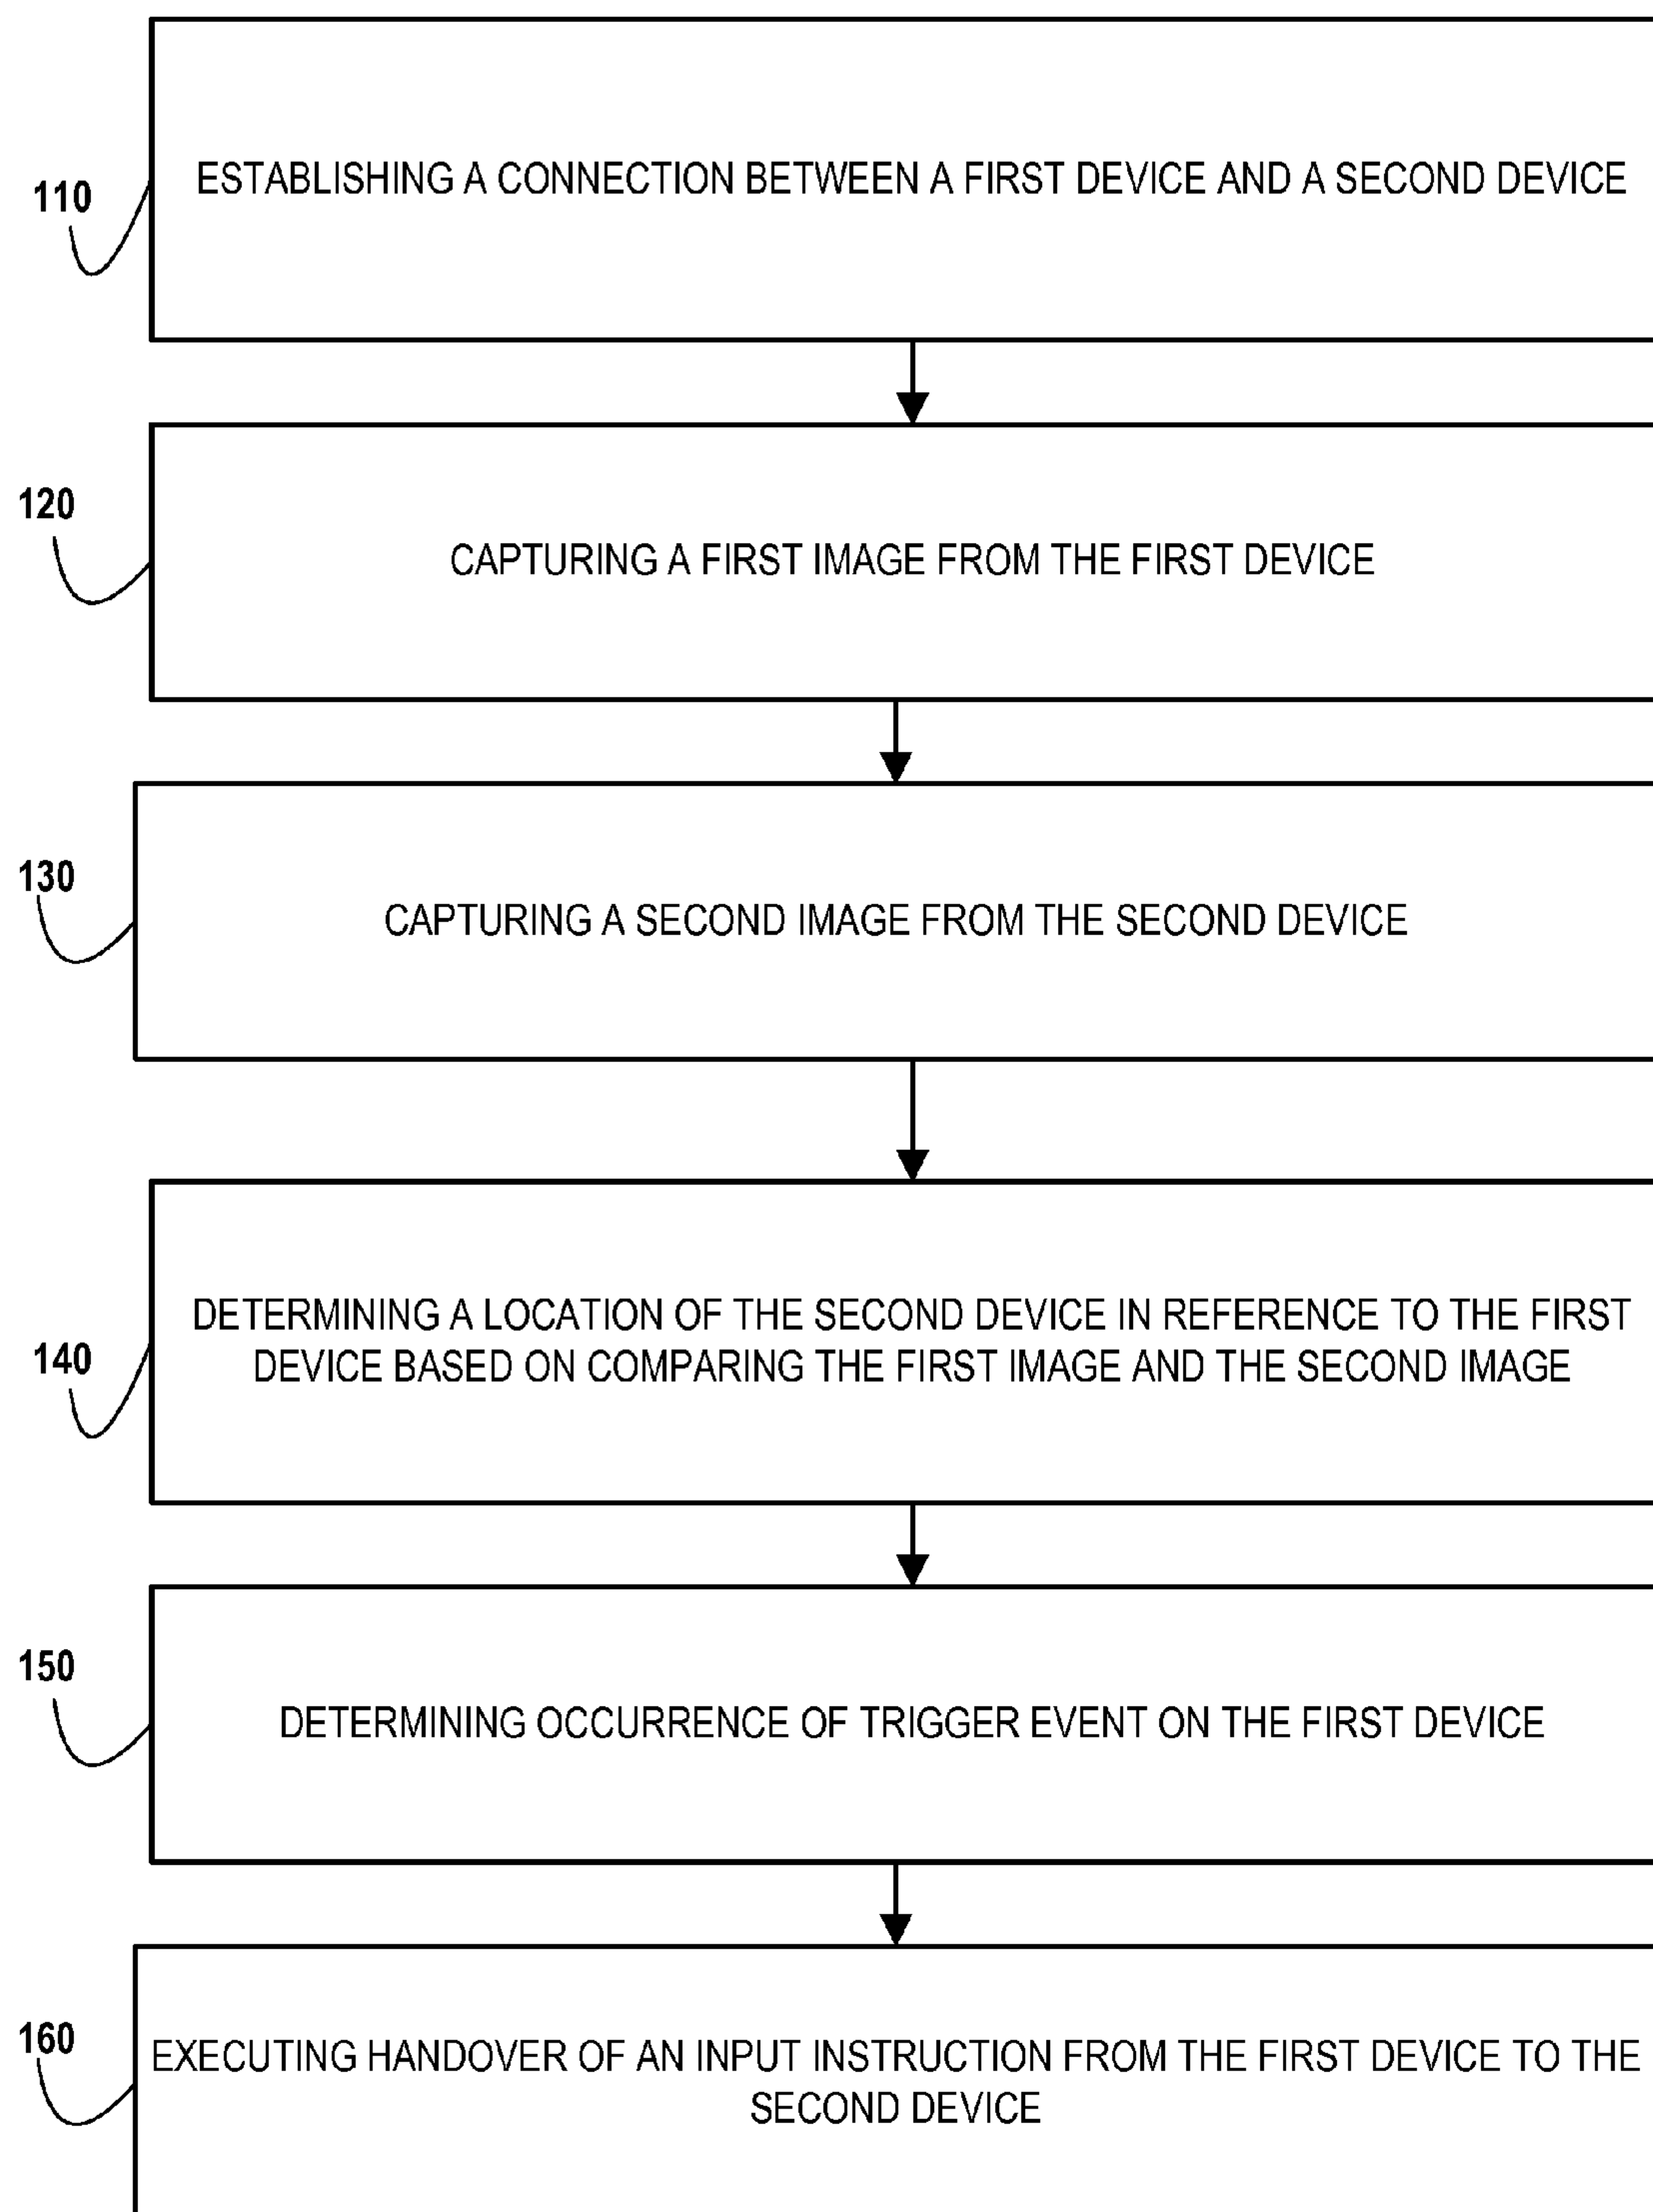 110
ESTABLISHING A CONNECTION BETWEEN A FIRST DEVICE AND A SECOND DEVICE
120
CAPTURING A FIRST IMAGE FROM THE FIRST DEVICE
130
CAPTURING A SECOND IMAGE FROM THE SECOND DEVICE
140
DETERMINING A LOCATION OF THE SECOND DEVICE IN REFERENCE TO THE FIRST
DEVICE BASED ON COMPARING THE FIRST IMAGE AND THE SECOND IMAGE
150
DETERMINING OCCURRENCE OF TRIGGER EVENT ON THE FIRST DEVICE
160
EXECUTING HANDOVER OF AN INPUT INSTRUCTION FROM THE FIRST DEVICE TO THE
SECOND DEVICE